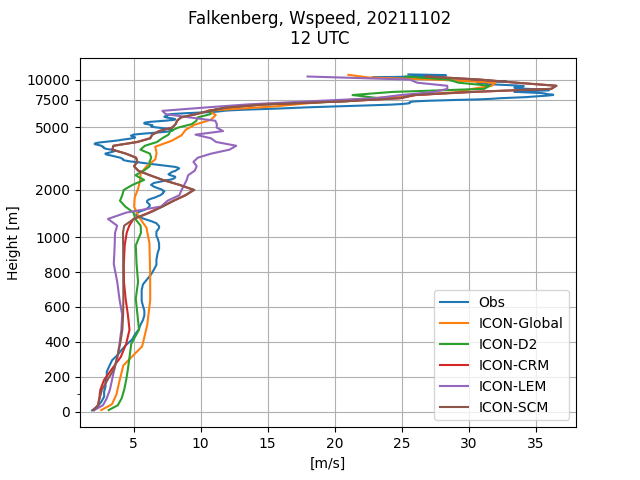 Falkenberg, Wspeed, 20211102
12 UTC
Height [m]
10000
7500
5000
2000
1000
800
600
400
200
0
Obs
ICON-Global
ICON-D2
ICON-CRM
ICON-LEM
ICON-SCM
5 10 15 20 25 30 35
[m/s]